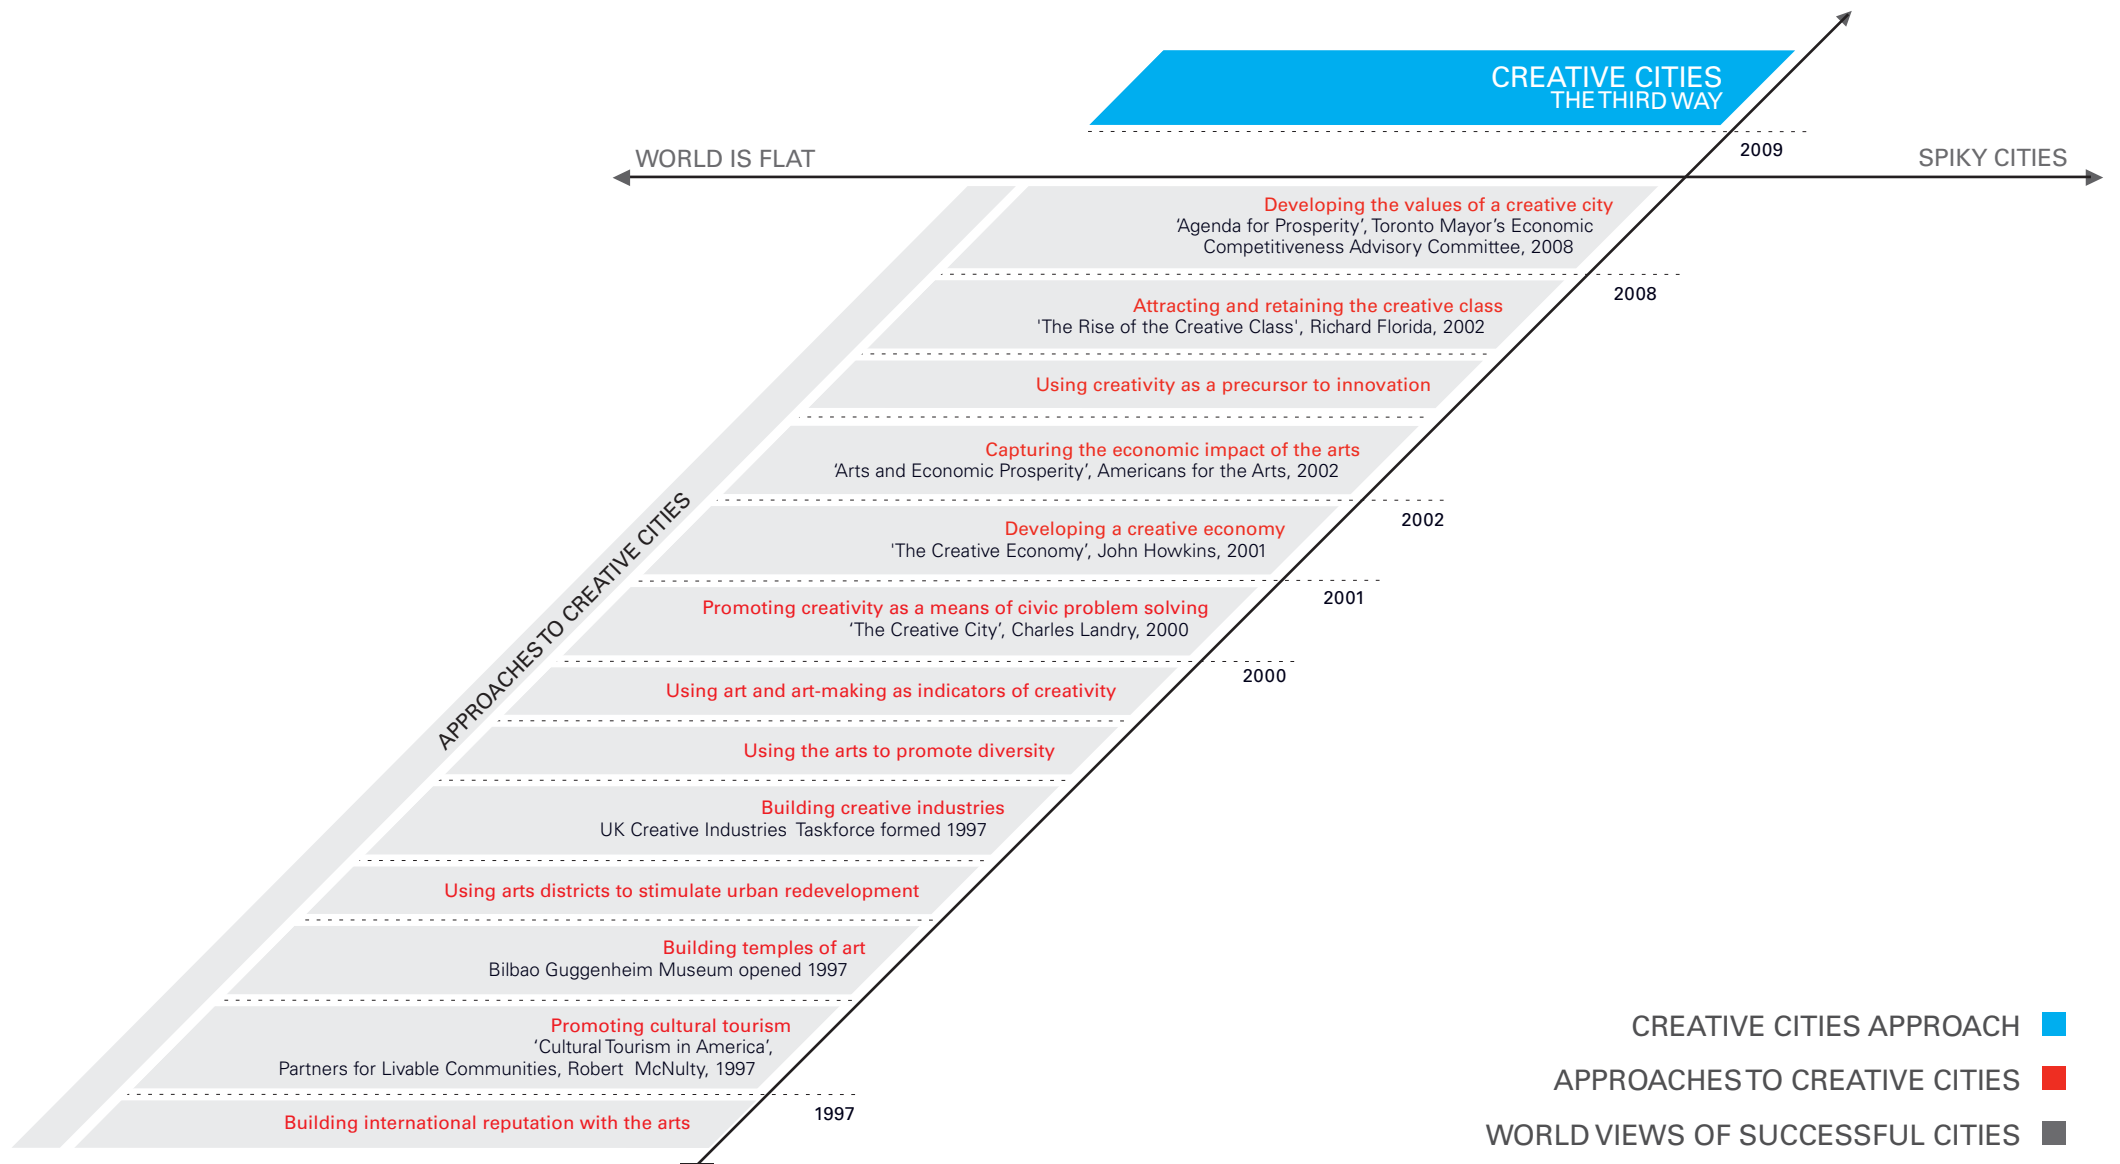 CREATIVE CITIES
THE THIRD WAY
2009
WORLD IS FLAT
SPIKY CITIES
Developing the values of a creative city
‘Agenda for Prosperity’, Toronto Mayor’s Economic
Competitiveness Advisory Committee, 2008
2008
Attracting and retaining the creative class
'The Rise of the Creative Class', Richard Florida, 2002
Using creativity as a precursor to innovation
Capturing the economic impact of the arts
‘Arts and Economic Prosperity’, Americans for the Arts, 2002
2002
Developing a creative economy
'The Creative Economy’, John Howkins, 2001
2001
Promoting creativity as a means of civic problem solving
‘The Creative City’, Charles Landry, 2000
2000
APPROACHES TO CREATIVE CITIES
Using art and art-making as indicators of creativity
Using the arts to promote diversity
Building creative industries
UK Creative Industries Taskforce formed 1997
Using arts districts to stimulate urban redevelopment
Building temples of art
Bilbao Guggenheim Museum opened 1997
Promoting cultural tourism
‘Cultural Tourism in America’,
Partners for Livable Communities, Robert McNulty, 1997
1997
Building international reputation with the arts
CREATIVE CITIES APPROACH
APPROACHES TO CREATIVE CITIES
WORLD VIEWS OF SUCCESSFUL CITIES